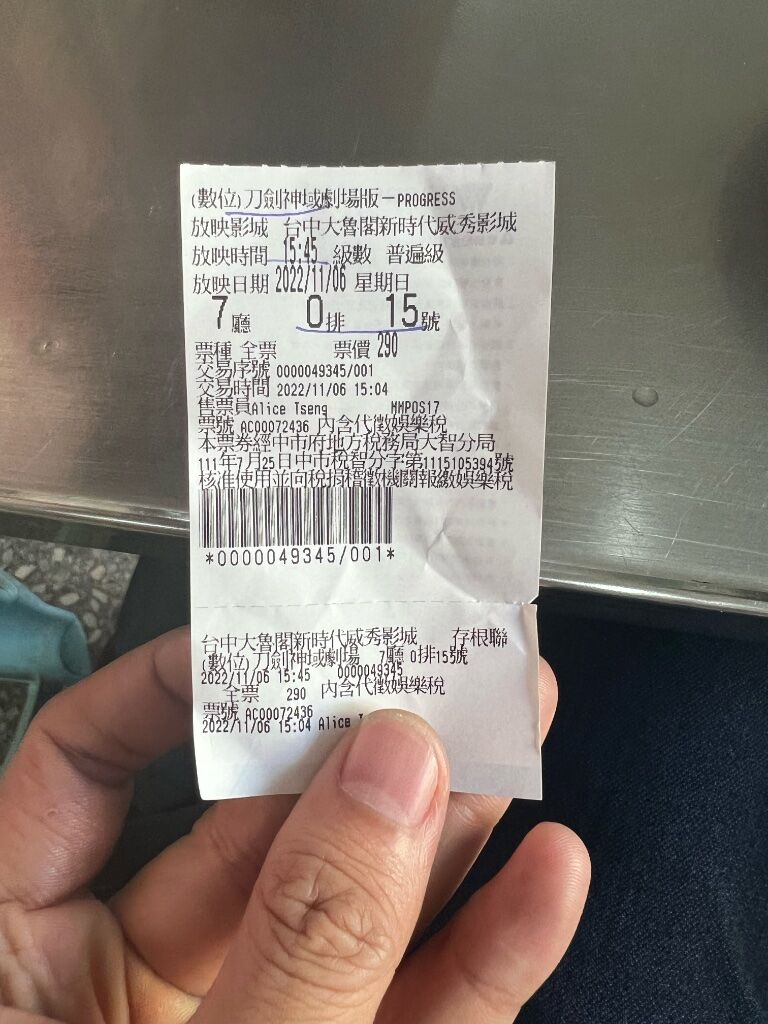 (數位)刀劍神域劇場版－PROGRESS
放映影城 台中大魯閣新時代威秀影城
放映時間 15:45 級數 普遍級
放映日期 2022/11/06 星期日
7廳 O排 15號
票種 全票 票價 290
交易序號 0000049345/001
交易時間 2022/11/06 15:04
售票員Alice Tseng MMPOS17
票號 AC00072436 內含代徵娛樂稅
本票券經中市府地方稅務局大智分局
111年7月25日中市稅智分字第1115105394號
核准使用並向稅捐稽徵機關報繳娛樂稅
*0000049345/001*
台中大魯閣新時代威秀影城 存根聯
(數位)刀劍神域劇場 7廳 O排15號
2022/11/06 15:45 0000049345
全票 290 內含代徵娛樂稅
票號 AC00072436
2022/11/06 15:04 Alice